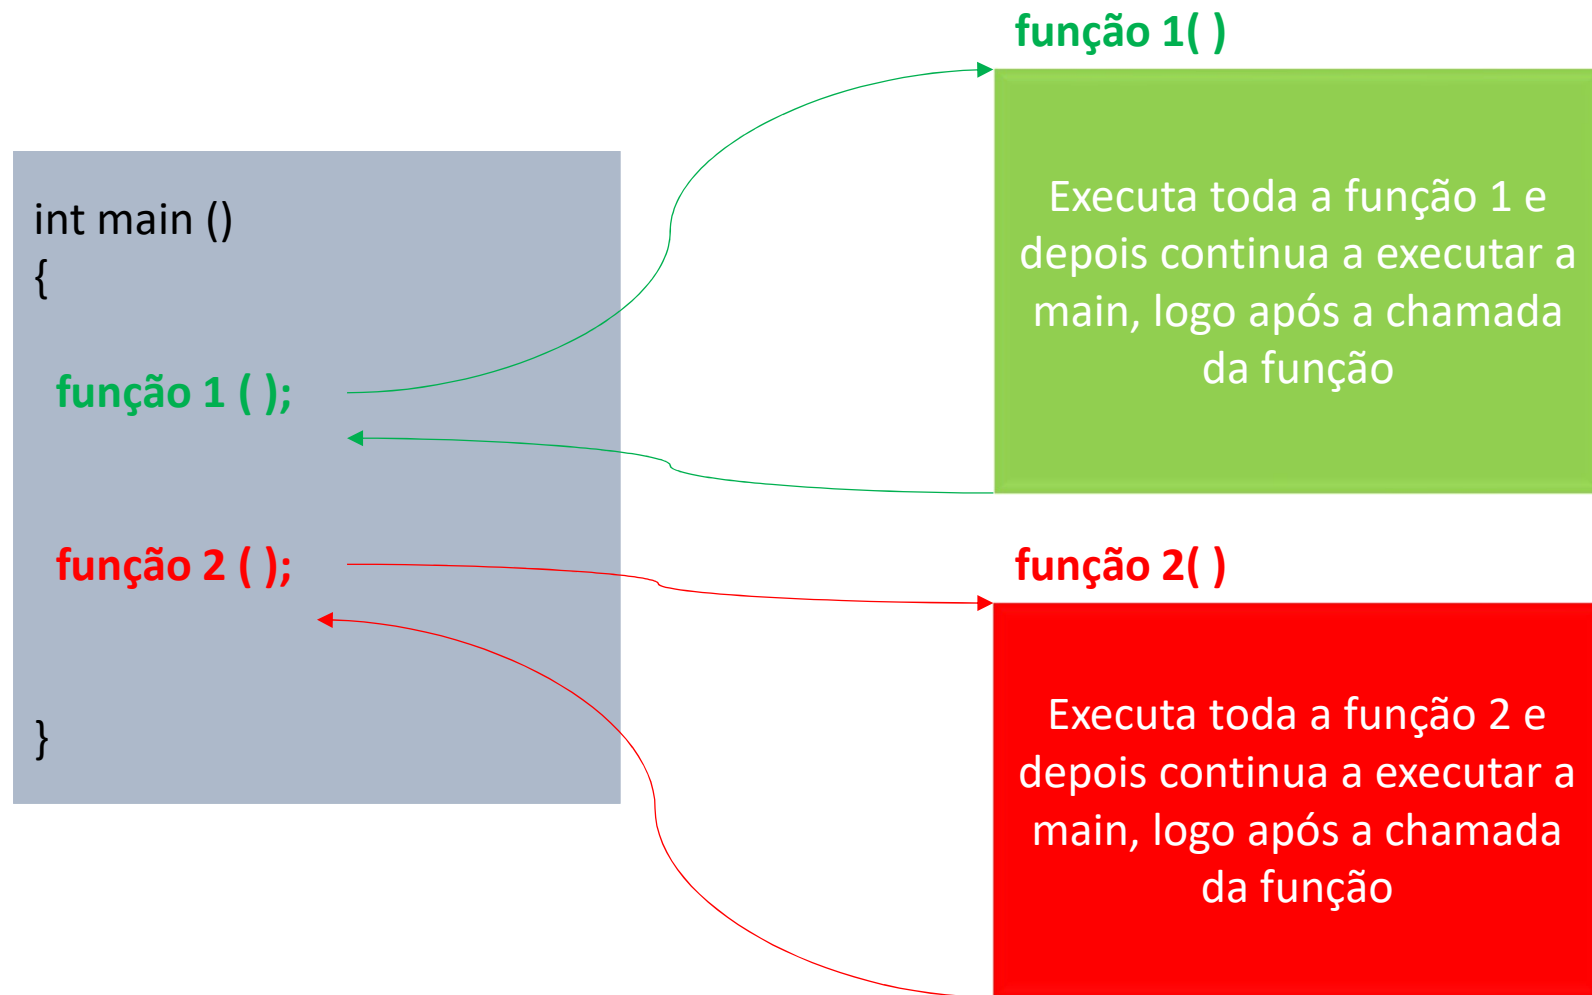 int main ()
{
função 1 ( );
função 2 ( );
}
função 1( )
Executa toda a função 1 e
depois continua a executar a
main, logo após a chamada
da função
função 2( )
Executa toda a função 2 e
depois continua a executar a
main, logo após a chamada
da função